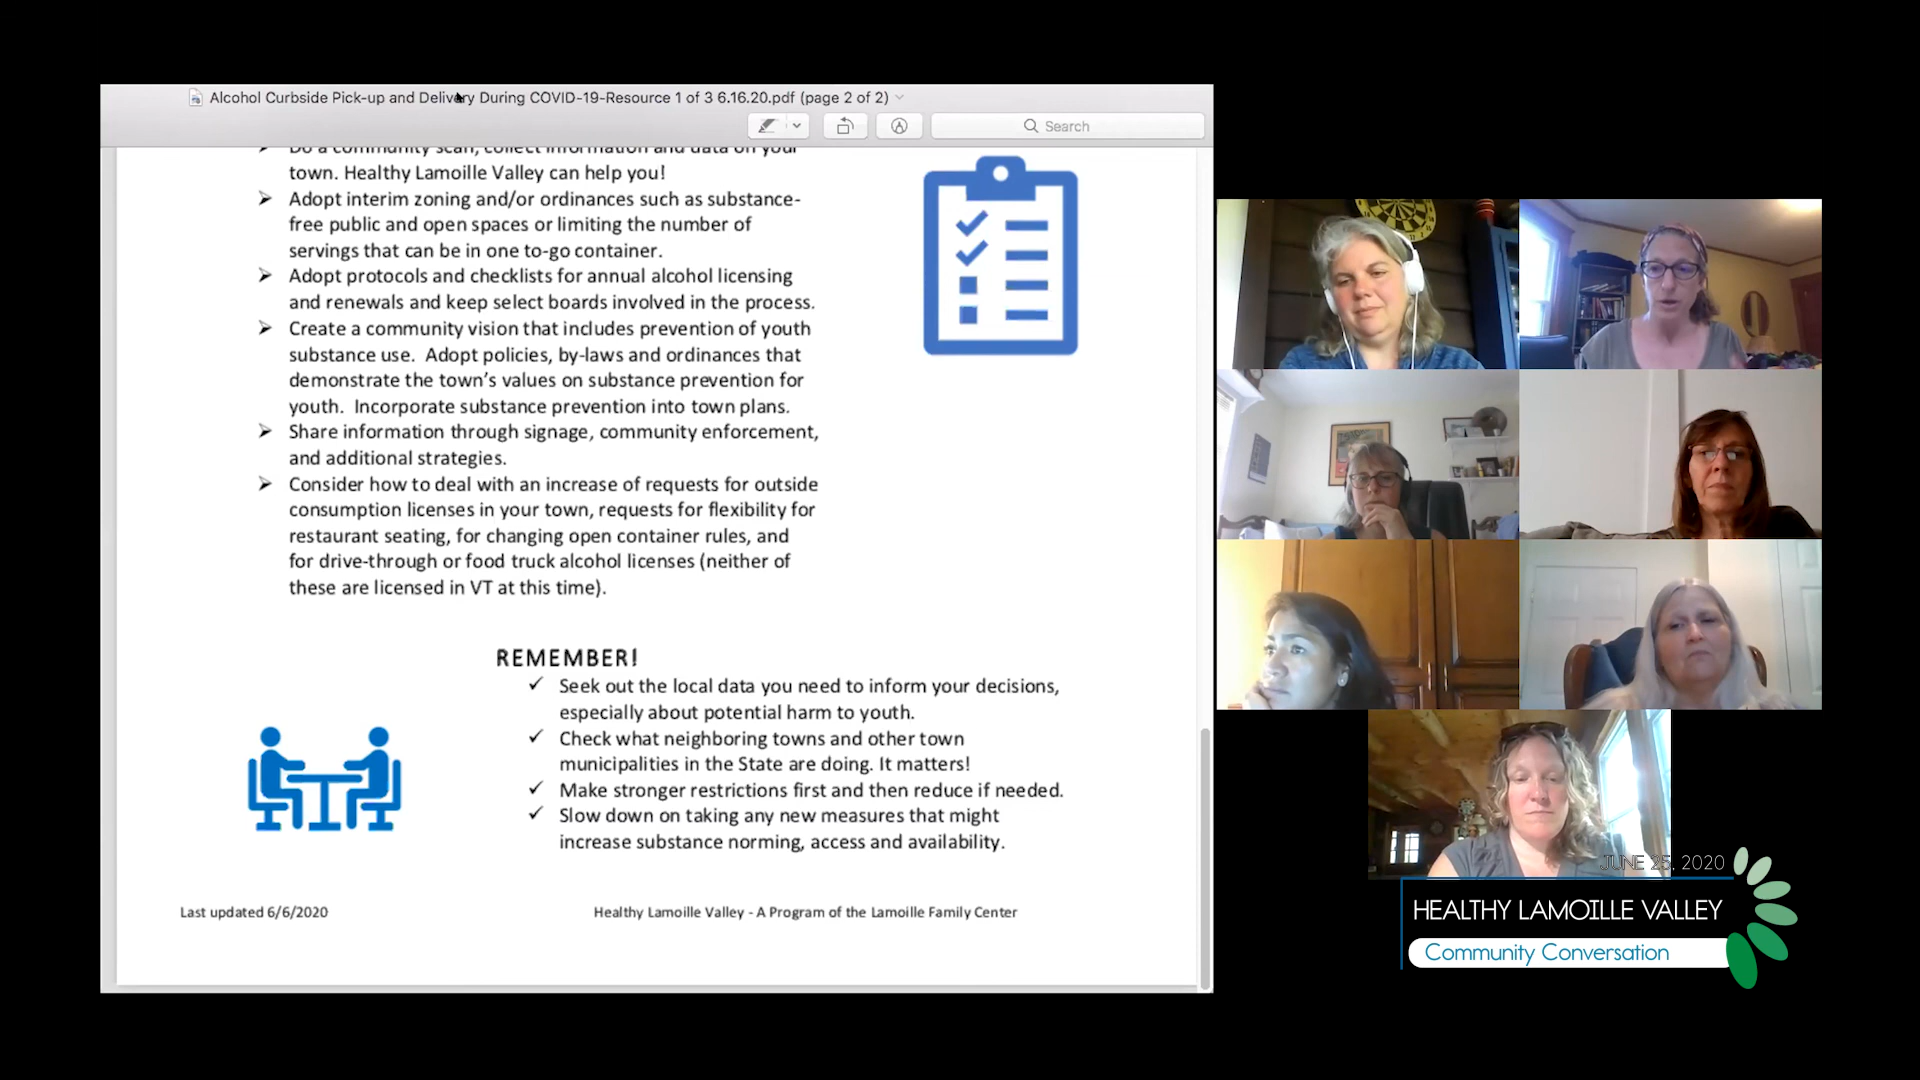 Alcohol Curbside Pick-up and Delivery During COVID-19-Resource 1 of 3 6.16.20.pdf (page 2 of 2)
Search
Do a community scan, collect information and data on your
town. Healthy Lamoille Valley can help you!
Adopt interim zoning and/or ordinances such as substance-
free public and open spaces or limiting the number of
servings that can be in one to-go container.
Adopt protocols and checklists for annual alcohol licensing
and renewals and keep select boards involved in the process.
Create a community vision that includes prevention of youth
substance use. Adopt policies, by-laws and ordinances that
demonstrate the town's values on substance prevention for
youth. Incorporate substance prevention into town plans.
Share information through signage, community enforcement,
and additional strategies.
Consider how to deal with an increase of requests for outside
consumption licenses in your town, requests for flexibility for
restaurant seating, for changing open container rules, and
for drive-through or food truck alcohol licenses (neither of
these are licensed in VT at this time).
REMEMBER!
Seek out the local data you need to inform your decisions,
especially about potential harm to youth.
Check what neighboring towns and other town
municipalities in the State are doing. It matters!
Make stronger restrictions first and then reduce if needed.
Slow down on taking any new measures that might
increase substance norming, access and availability.
Last updated 6/6/2020
Healthy Lamoille Valley - A Program of the Lamoille Family Center
JUNE 25, 2020
HEALTHY LAMOILLE VALLEY
Community Conversation